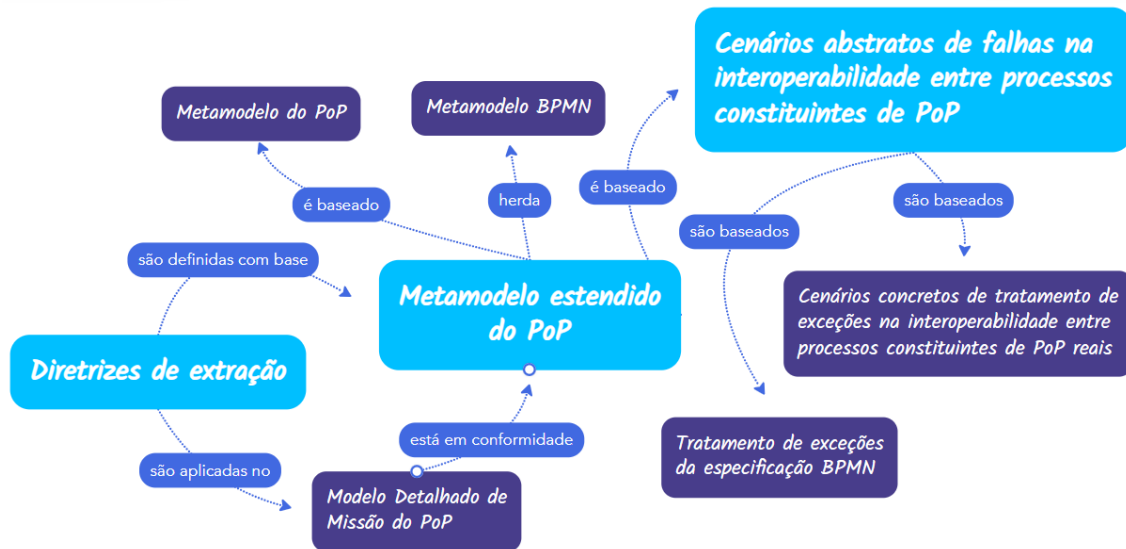 Cenários abstratos de falhas na
interoperabilidade entre processos
constituintes de PoP
Metamodelo do PoP
Metamodelo BPMN
é baseado
herda
é baseado
são baseados
são baseados
são definidas com base
Metamodelo estendido
do PoP
Cenários concretos de tratamento de
exceções na interoperabilidade entre
processos constituintes de PoP reais
Diretrizes de extração
está em conformidade
Tratamento de exceções
da especificação BPMN
são aplicadas no
Modelo Detalhado de
Missão do PoP